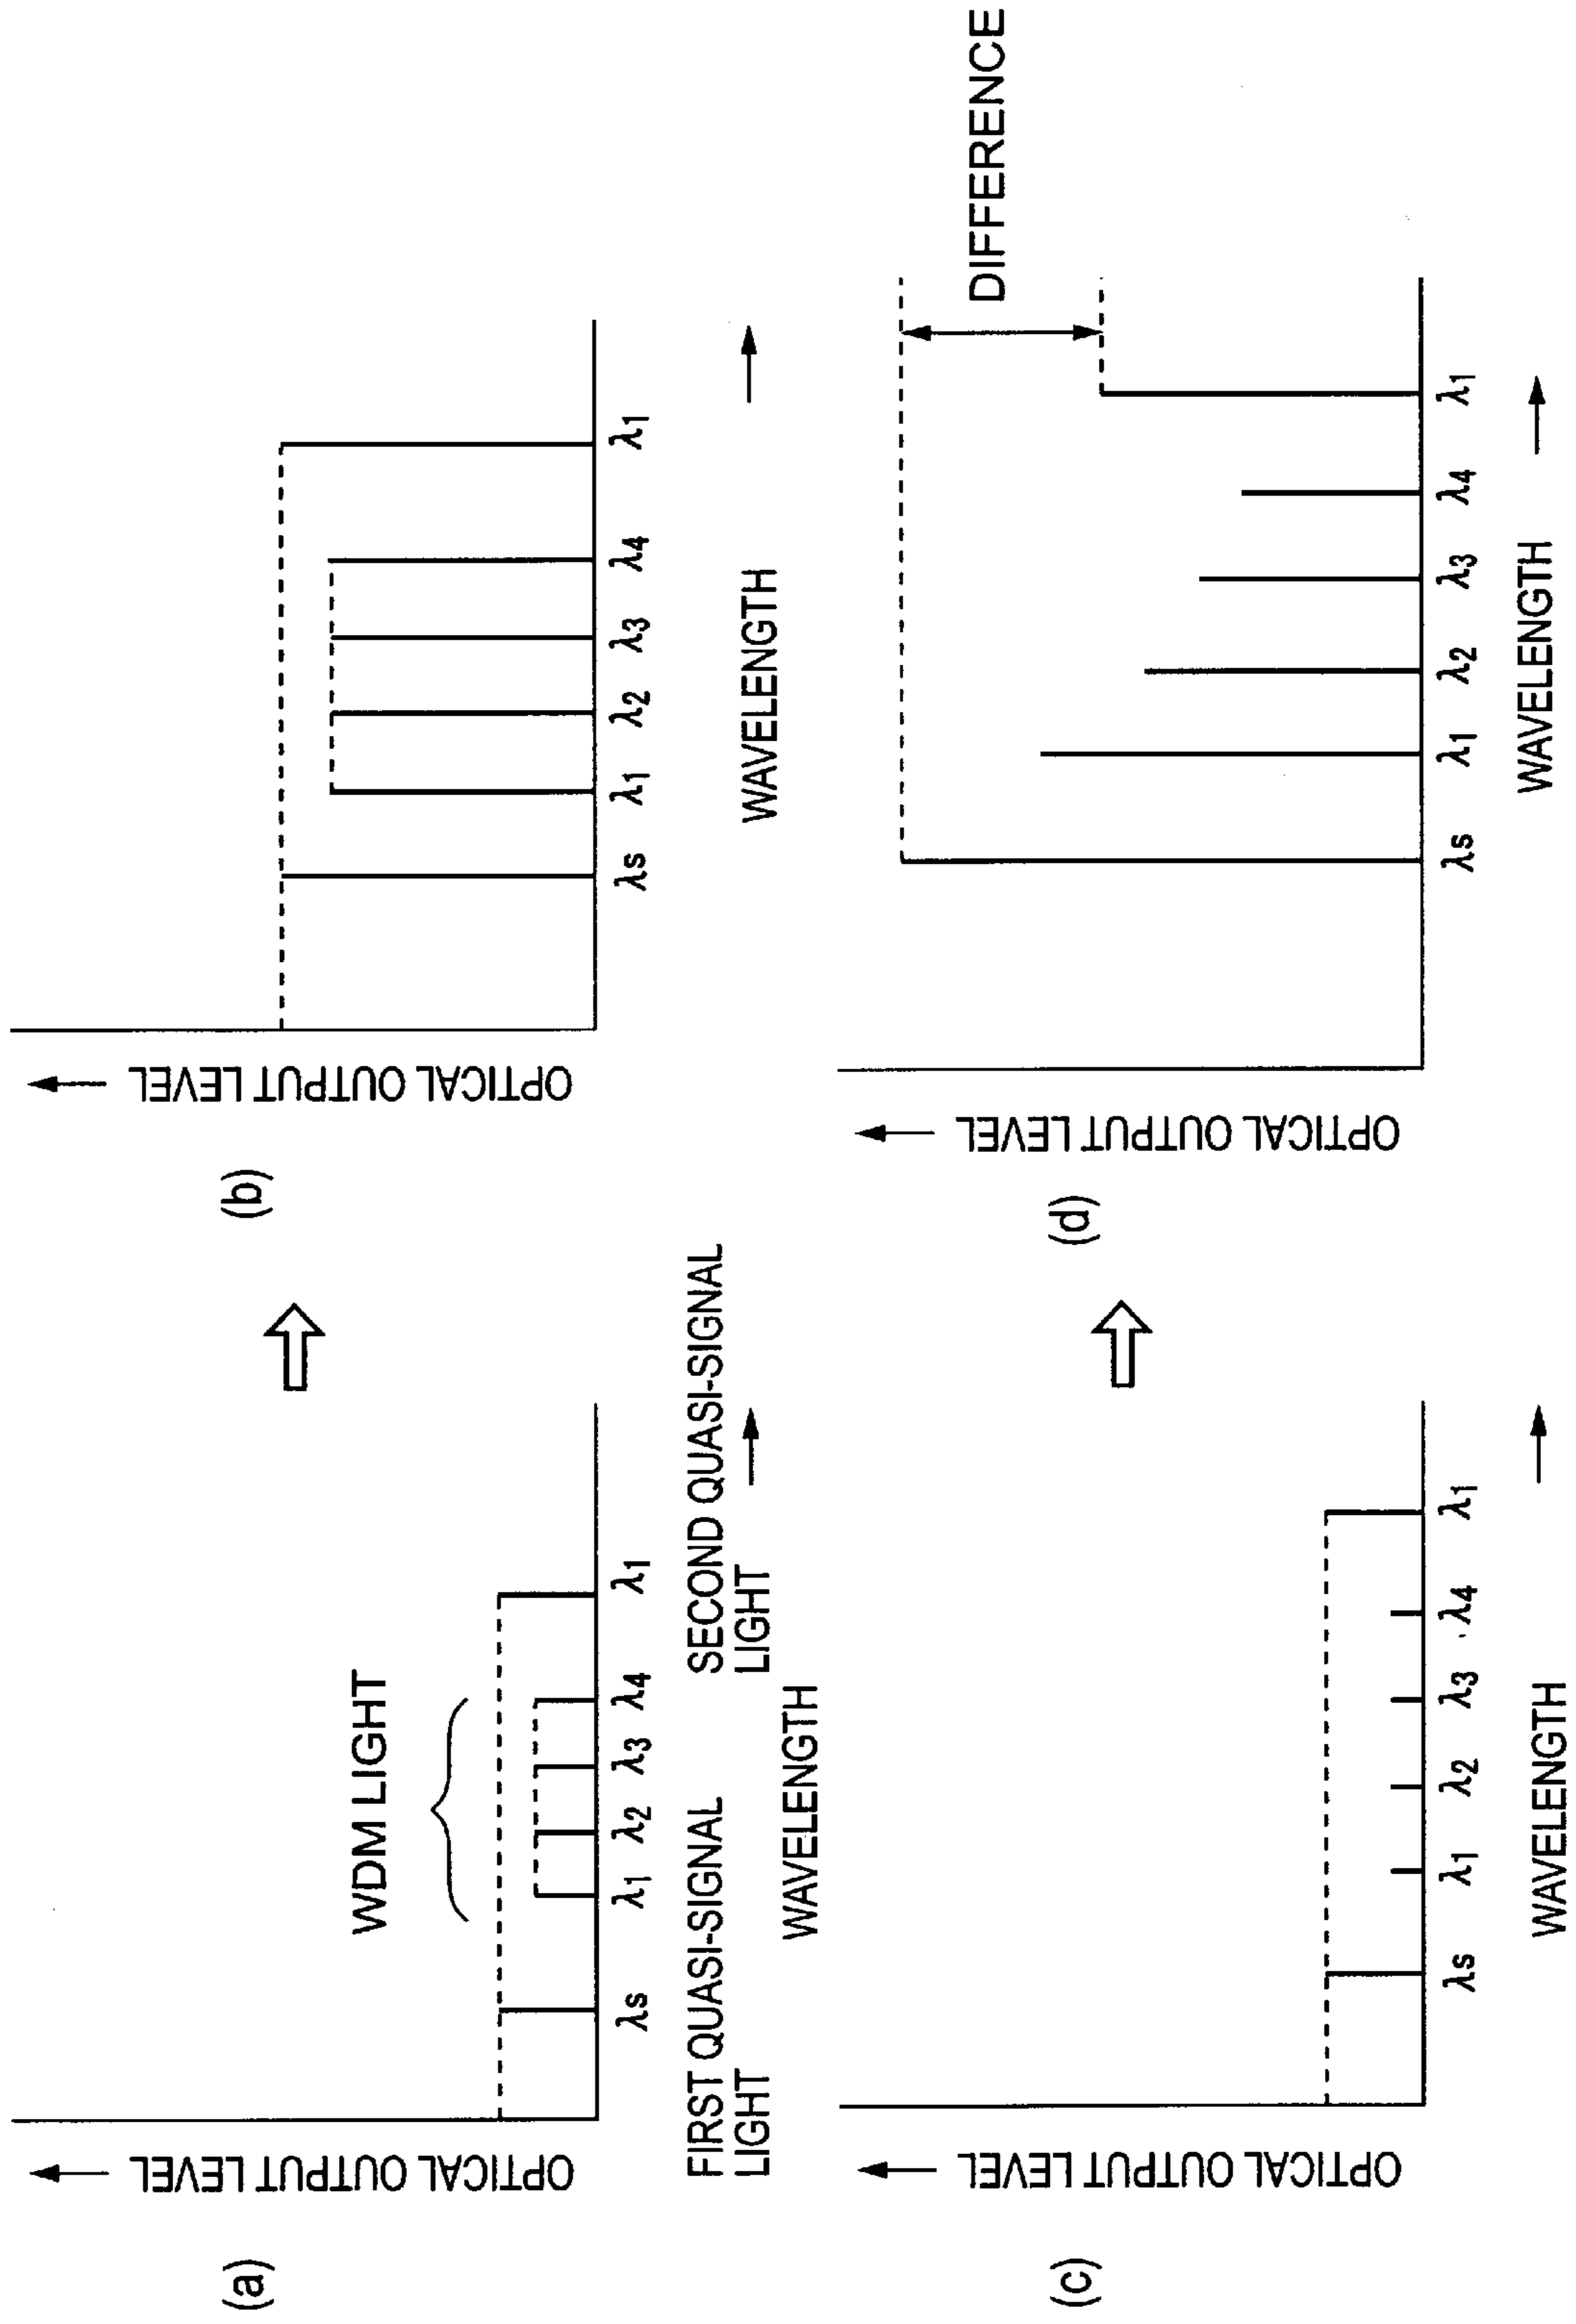 (a)
OPTICAL OUTPUT LEVEL
WDM LIGHT
λs
λ1
λ2
λ3
λ4
λ1
FIRST QUASI-SIGNAL
LIGHT
SECOND QUASI-SIGNAL
LIGHT
WAVELENGTH
(b)
OPTICAL OUTPUT LEVEL
λs
λ1
λ2
λ3
λ4
λ1
WAVELENGTH
(c)
OPTICAL OUTPUT LEVEL
λs
λ1
λ2
λ3
λ4
λ1
WAVELENGTH
(d)
OPTICAL OUTPUT LEVEL
DIFFERENCE
λs
λ1
λ2
λ3
λ4
λ1
WAVELENGTH